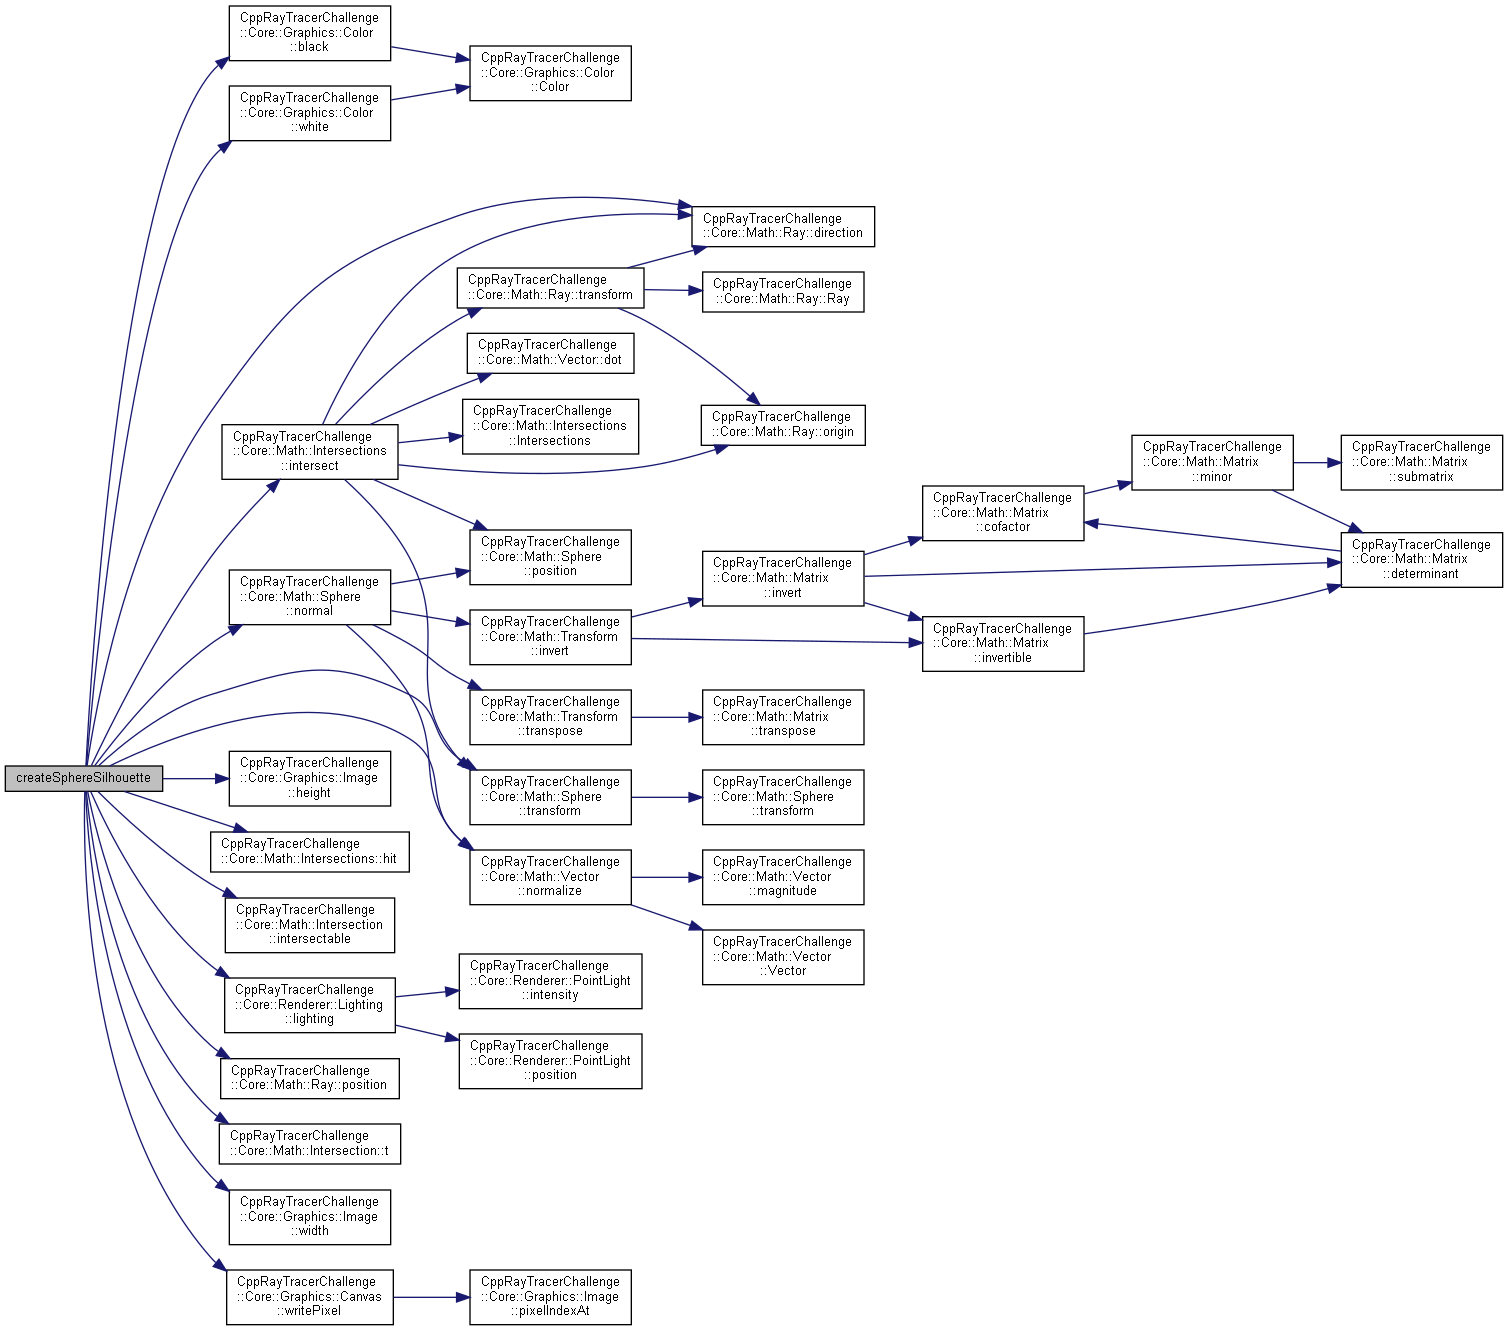 CppRayTracerChallenge
::Core::Graphics::Color
::black
CppRayTracerChallenge
::Core::Graphics::Color
::Color
CppRayTracerChallenge
::Core::Graphics::Color
::white
CppRayTracerChallenge
::Core::Math::Ray::direction
CppRayTracerChallenge
::Core::Math::Ray::transform
CppRayTracerChallenge
::Core::Math::Ray::Ray
CppRayTracerChallenge
::Core::Math::Vector::dot
CppRayTracerChallenge
::Core::Math::Intersections
::Intersections
CppRayTracerChallenge
::Core::Math::Ray::origin
CppRayTracerChallenge
::Core::Math::Intersections
::intersect
CppRayTracerChallenge
::Core::Math::Matrix
::minor
CppRayTracerChallenge
::Core::Math::Matrix
::submatrix
CppRayTracerChallenge
::Core::Math::Matrix
::cofactor
CppRayTracerChallenge
::Core::Math::Sphere
::position
CppRayTracerChallenge
::Core::Math::Matrix
::determinant
CppRayTracerChallenge
::Core::Math::Matrix
::invert
CppRayTracerChallenge
::Core::Math::Sphere
::normal
CppRayTracerChallenge
::Core::Math::Transform
::invert
CppRayTracerChallenge
::Core::Math::Matrix
::invertible
CppRayTracerChallenge
::Core::Math::Transform
::transpose
CppRayTracerChallenge
::Core::Math::Matrix
::transpose
createSphereSilhouette
CppRayTracerChallenge
::Core::Graphics::Image
::height
CppRayTracerChallenge
::Core::Math::Sphere
::transform
CppRayTracerChallenge
::Core::Math::Sphere
::transform
CppRayTracerChallenge
::Core::Math::Intersections::hit
CppRayTracerChallenge
::Core::Math::Vector
::normalize
CppRayTracerChallenge
::Core::Math::Vector
::magnitude
CppRayTracerChallenge
::Core::Math::Intersection
::intersectable
CppRayTracerChallenge
::Core::Math::Vector
::Vector
CppRayTracerChallenge
::Core::Renderer::PointLight
::intensity
CppRayTracerChallenge
::Core::Renderer::Lighting
::lighting
CppRayTracerChallenge
::Core::Renderer::PointLight
::position
CppRayTracerChallenge
::Core::Math::Ray::position
CppRayTracerChallenge
::Core::Math::Intersection::t
CppRayTracerChallenge
::Core::Graphics::Image
::width
CppRayTracerChallenge
::Core::Graphics::Canvas
::writePixel
CppRayTracerChallenge
::Core::Graphics::Image
::pixelIndexAt